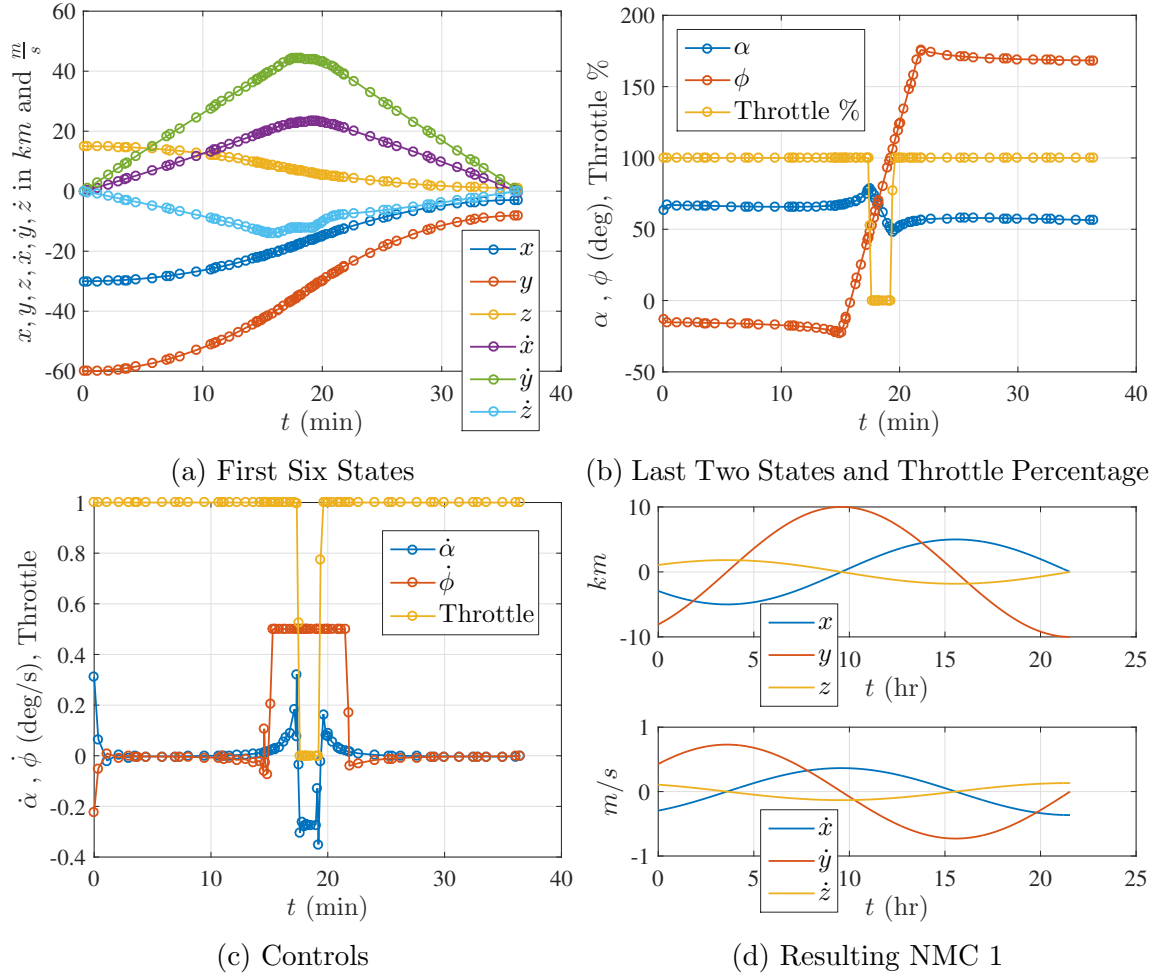 x, y, z, ẋ, ẏ, ż in km and m/s
60
40
20
0
-20
-40
-60
0 10 20 30 40
t (min)
x
y
z
ẋ
ẏ
ż
(a) First Six States
α , ϕ (deg), Throttle %
200
150
100
50
0
-50
0 10 20 30 40
t (min)
α
ϕ
Throttle %
(b) Last Two States and Throttle Percentage
α̇ , ϕ̇ (deg/s), Throttle
1
0.8
0.6
0.4
0.2
0
-0.2
-0.4
0 10 20 30 40
t (min)
α̇
ϕ̇
Throttle
(c) Controls
km
10
0
-10
0 5 10 15 20 25
t (hr)
x
y
z
m/s
1
0
-1
0 5 10 15 20 25
t (hr)
ẋ
ẏ
ż
(d) Resulting NMC 1